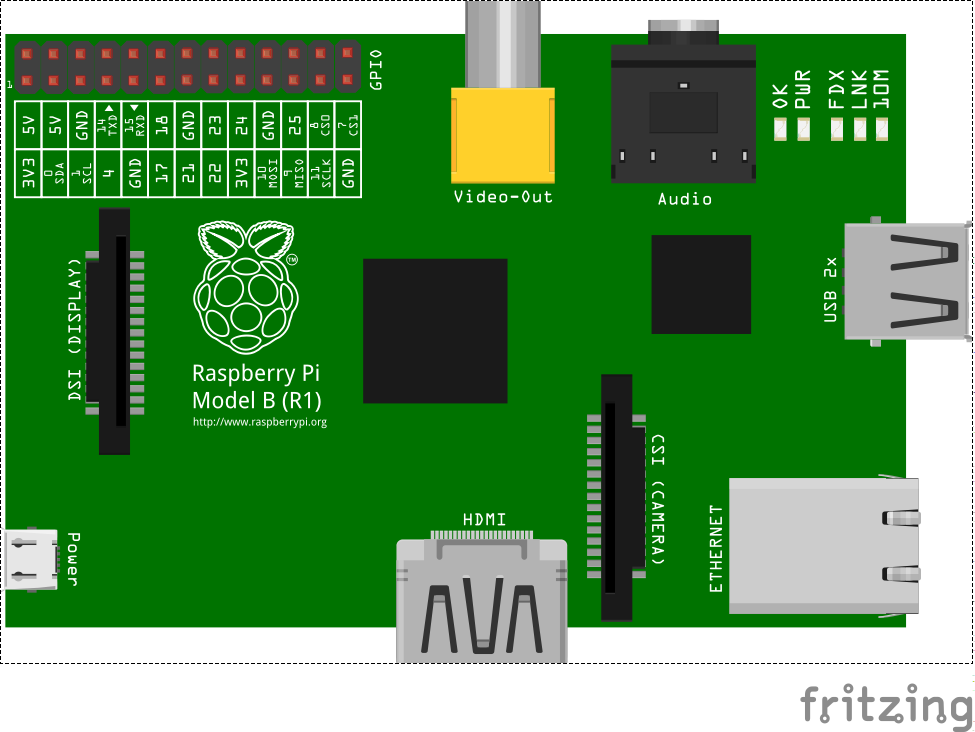 1
GPIO
5V 5V GND 14 TXD 15 RXD 18 GND 23 24 GND 25 8 CS0 7 CS1
3V3 0 SDA 1 SCL 4 GND 17 21 22 3V3 10 MOSI 9 MISO 11 SCLK GND
Video-Out
Audio
OK
PWR
FDX
LNK
10M
DSI (DISPLAY)
TM
Raspberry Pi
Model B (R1)
http://www.raspberrypi.org
USB 2x
CSI (CAMERA)
HDMI
ETHERNET
Power
fritzing